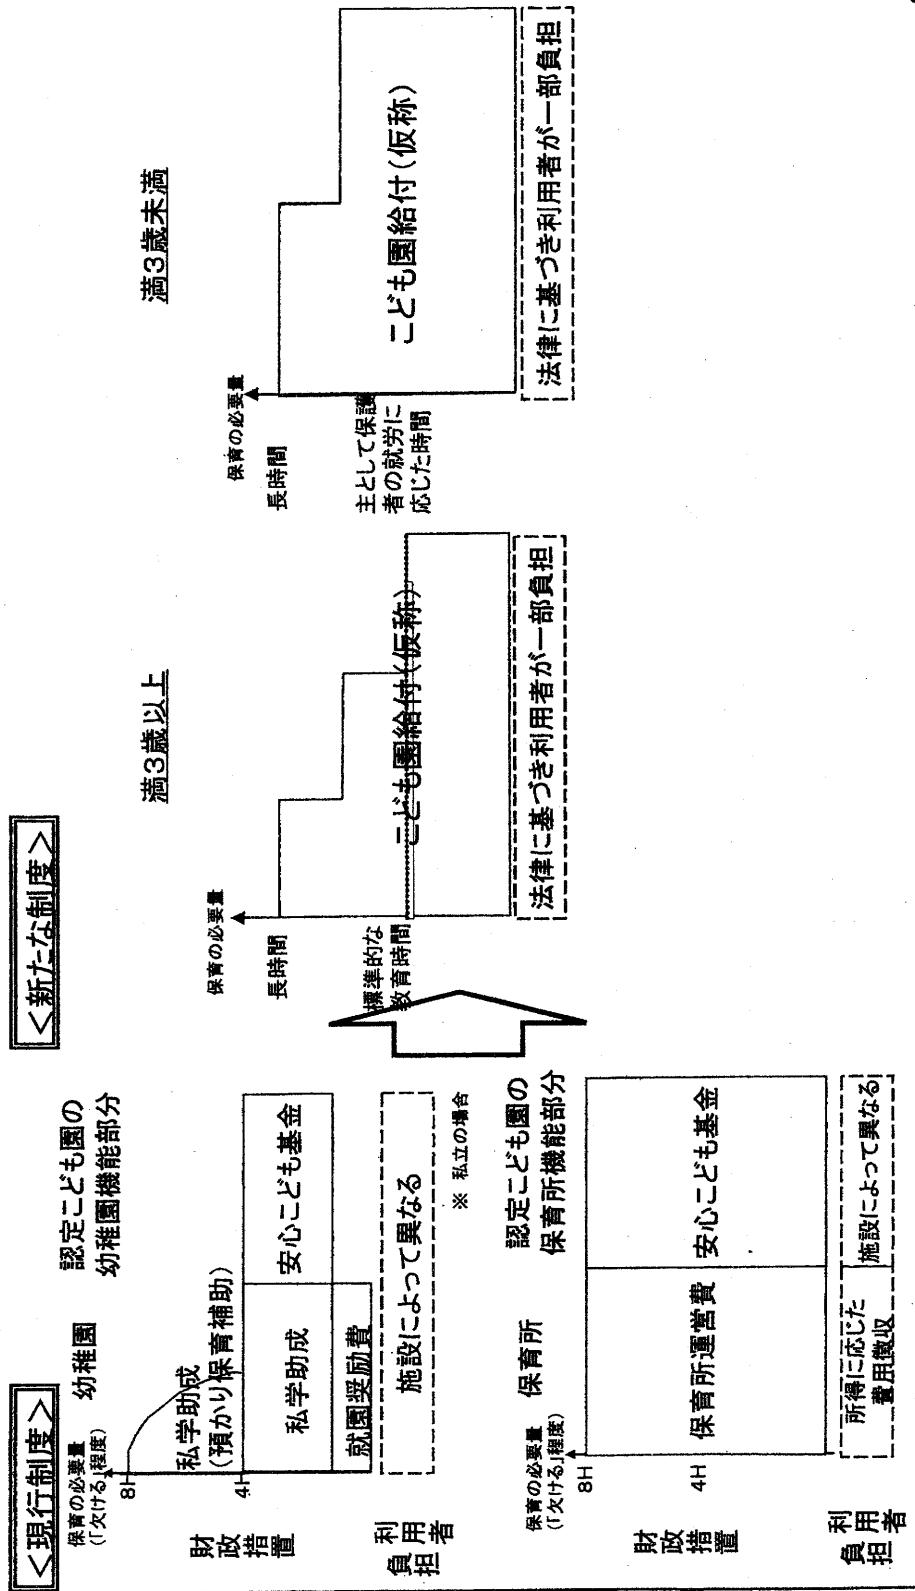 <現行制度>
保育の必要量
(「欠ける」程度)
幼稚園
認定こども園の
幼稚園機能部分
8H
4H
私学助成
(預かり保育補助)
私学助成
安心こども基金
就園奨励費
財政措置
利用者負担
施設によって異なる
※ 私立の場合
保育の必要量
(「欠ける」程度)
保育所
認定こども園の
保育所機能部分
8H
4H
保育所運営費
安心こども基金
財政措置
利用者負担
所得に応じた
費用徴収
施設によって異なる
<新たな制度>
満3歳以上
保育の必要量
長時間
標準的な
教育時間
こども園給付(仮称)
法律に基づき利用者が一部負担
満3歳未満
保育の必要量
長時間
主として保護
者の就労に
応じた時間
こども園給付(仮称)
法律に基づき利用者が一部負担